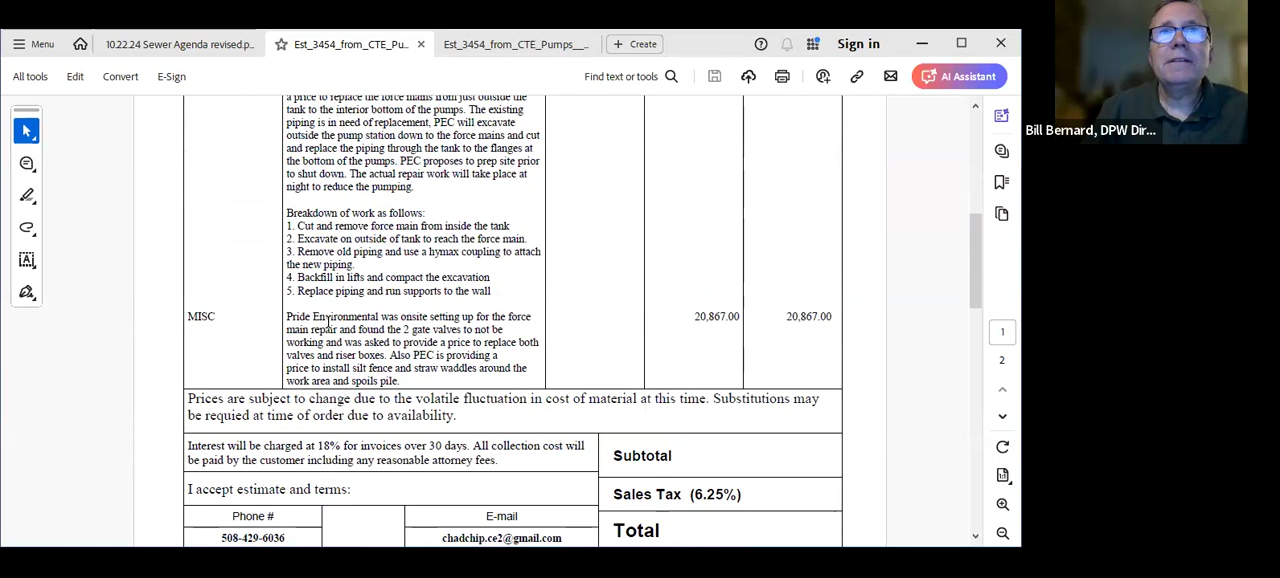 Menu
10.22.24 Sewer Agenda revised.p...
Est_3454_from_CTE_Pu...
Est_3454_from_CTE_Pumps__...
Create
Sign in
All tools
Edit
Convert
E-Sign
Find text or tools
AI Assistant
Bill Bernard, DPW Dir...
a price to replace the force mains from just outside the
tank to the interior bottom of the pumps. The existing
piping is in need of replacement, PEC will excavate
outside the pump station down to the force mains and cut
and replace the piping through the tank to the flanges at
the bottom of the pumps. PEC proposes to prep site prior
to shut down. The actual repair work will take place at
night to reduce the pumping.
Breakdown of work as follows:
1. Cut and remove force main from inside the tank
2. Excavate on outside of tank to reach the force main.
3. Remove old piping and use a hymax coupling to attach
the new piping.
4. Backfill in lifts and compact the excavation
5. Replace piping and run supports to the wall
MISC
Pride Environmental was onsite setting up for the force
main repair and found the 2 gate valves to not be
working and was asked to provide a price to replace both
valves and riser boxes. Also PEC is providing a
price to install silt fence and straw waddles around the
work area and spoils pile.
20,867.00
20,867.00
Prices are subject to change due to the volatile fluctuation in cost of material at this time. Substitutions may
be requied at time of order due to availability.
Interest will be charged at 18% for invoices over 30 days. All collection cost will
be paid by the customer including any reasonable attorney fees.
Subtotal
I accept estimate and terms:
Sales Tax (6.25%)
Phone #
E-mail
Total
508-429-6036
chadchip.ce2@gmail.com
1
2